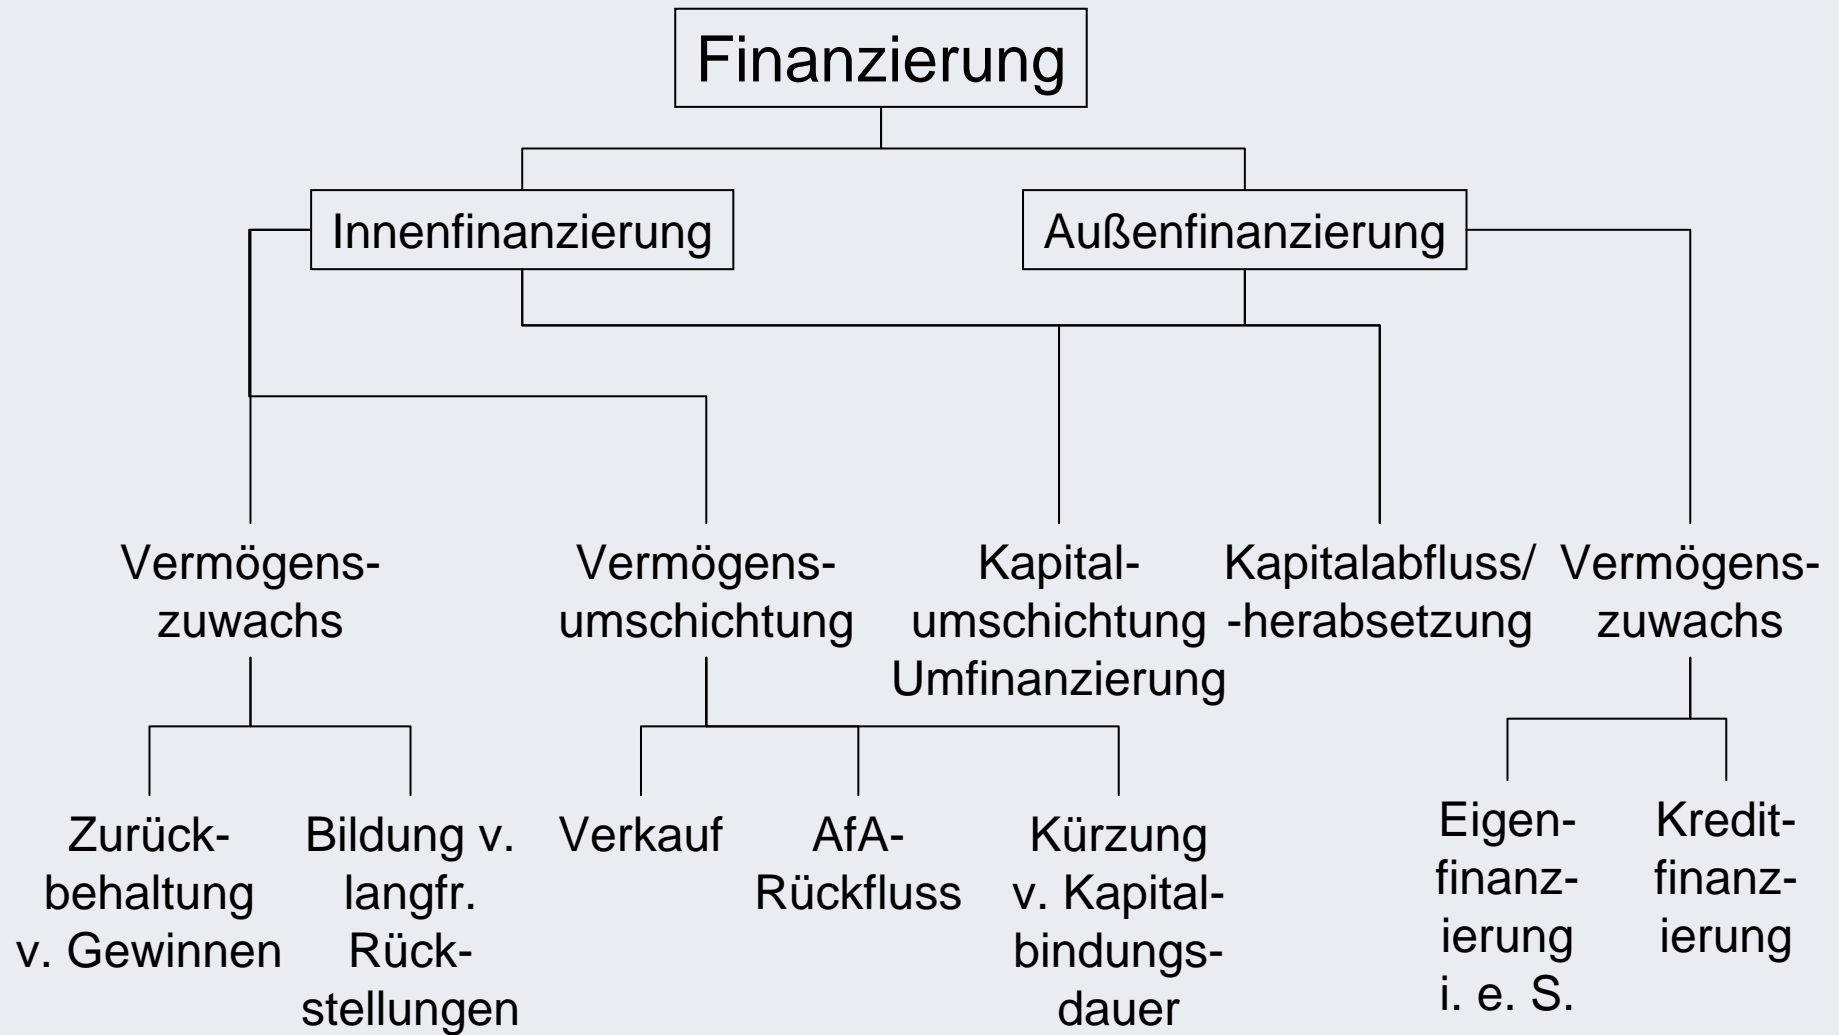 Finanzierung
Innenfinanzierung
Außenfinanzierung
Vermögens-
zuwachs
Vermögens-
umschichtung
Kapital-
umschichtung
Umfinanzierung
Kapitalabfluss/
-herabsetzung
Vermögens-
zuwachs
Zurück-
behaltung
v. Gewinnen
Bildung v.
langfr.
Rück-
stellungen
Verkauf
AfA-
Rückfluss
Kürzung
v. Kapital-
bindungs-
dauer
Eigen-
finanz-
ierung
i. e. S.
Kredit-
finanz-
ierung